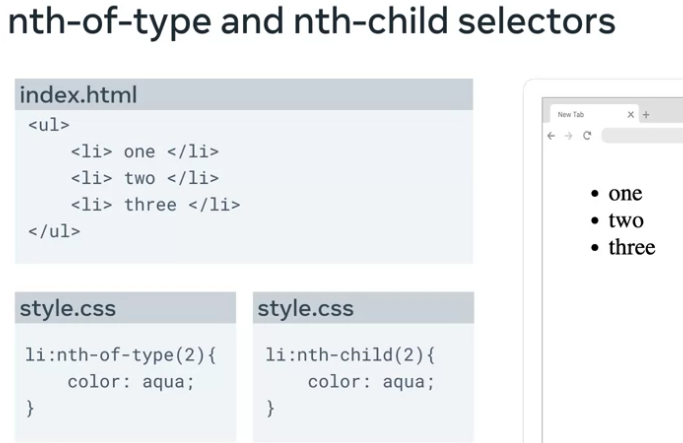 nth-of-type and nth-child selectors
index.html
<ul>
    <li> one </li>
    <li> two </li>
    <li> three </li>
</ul>
style.css
li:nth-of-type(2){
    color: aqua;
}
style.css
li:nth-child(2){
    color: aqua;
}
New Tab X +
• one
• two
• three